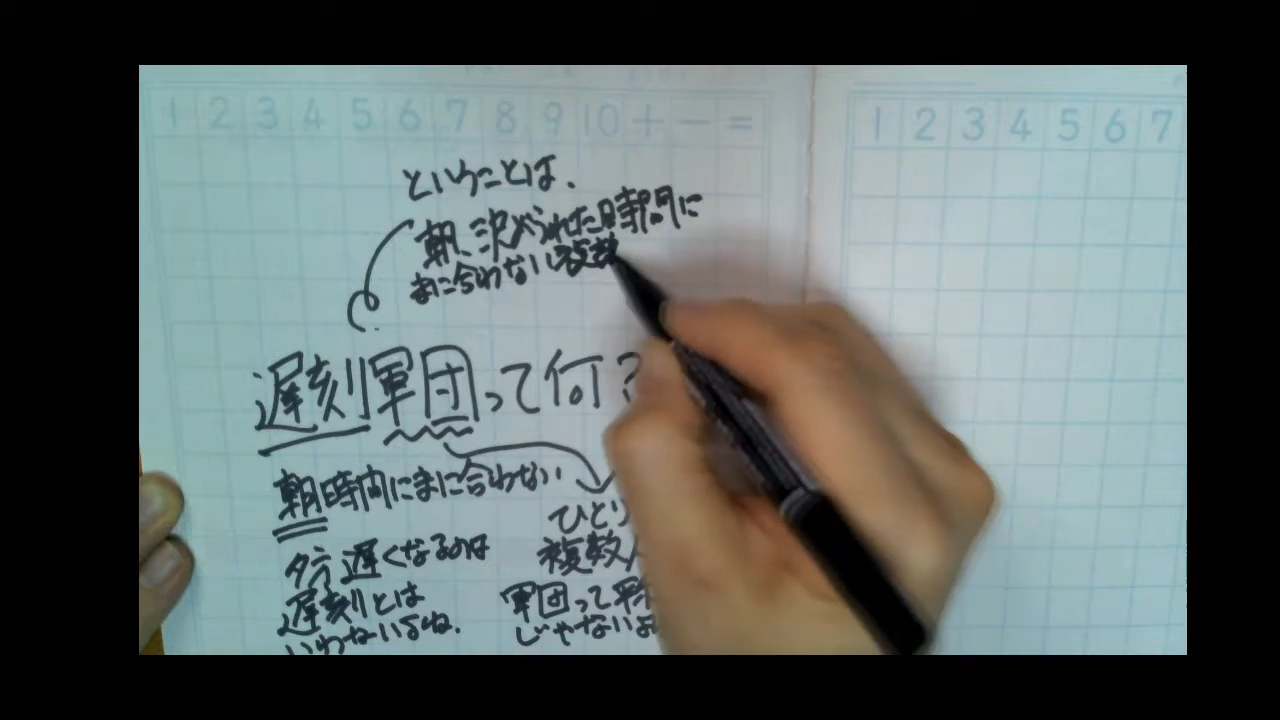 1 2 3 4 5 6 7 8 9 10 + - =
1 2 3 4 5 6 7
ということは、
朝、決められた時間に
まに合わない複数
遅刻軍団って何?
朝時間にまに合わない
ひとり
夕方遅くなるのは
複数人
遅刻とは
軍団って
いわないよね。
じゃないよ